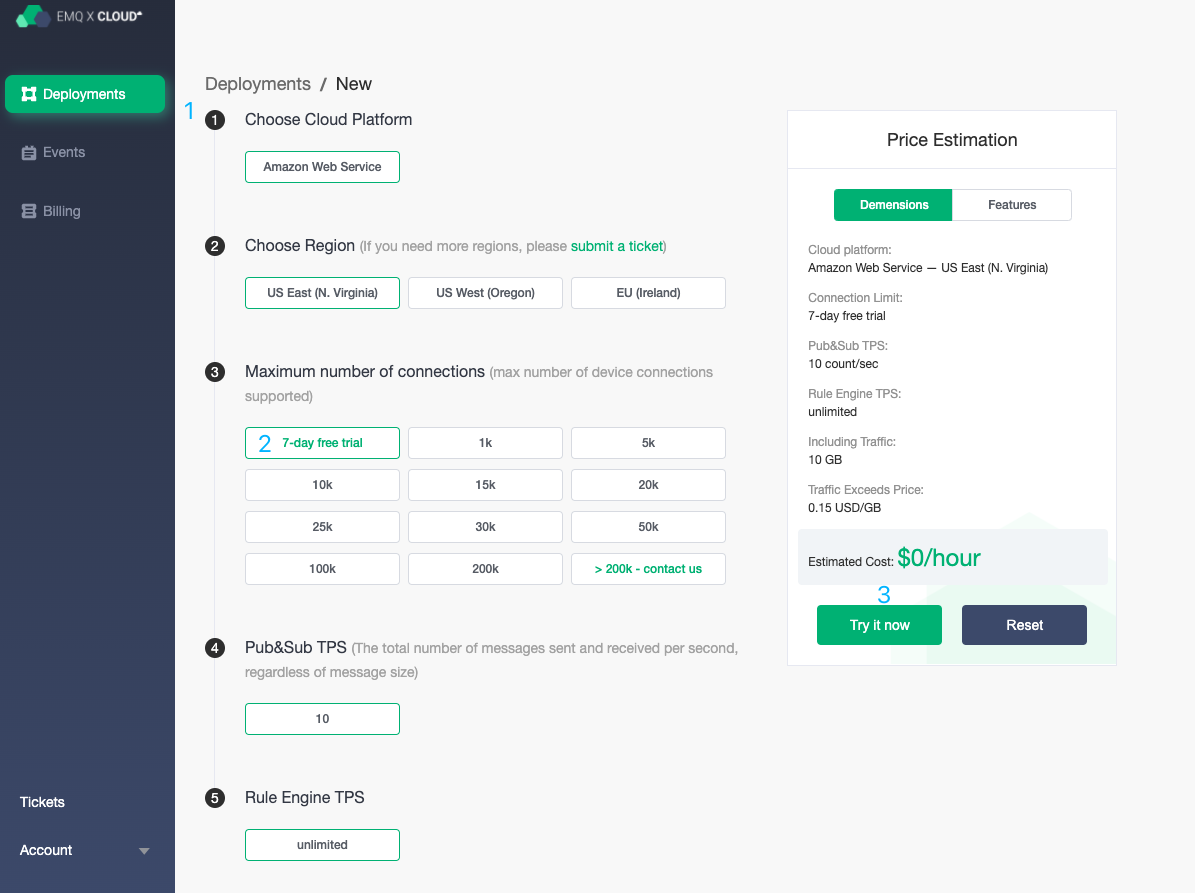 EMQ X CLOUD
Deployments
Events
Billing
Tickets
Account
Deployments / New
1
1 Choose Cloud Platform
Amazon Web Service
2 Choose Region (If you need more regions, please submit a ticket)
US East (N. Virginia) US West (Oregon) EU (Ireland)
3 Maximum number of connections (max number of device connections
supported)
2 7-day free trial 1k 5k
10k 15k 20k
25k 30k 50k
100k 200k > 200k - contact us
4 Pub&Sub TPS (The total number of messages sent and received per second,
regardless of message size)
10
5 Rule Engine TPS
unlimited
Price Estimation
Demensions Features
Cloud platform:
Amazon Web Service — US East (N. Virginia)
Connection Limit:
7-day free trial
Pub&Sub TPS:
10 count/sec
Rule Engine TPS:
unlimited
Including Traffic:
10 GB
Traffic Exceeds Price:
0.15 USD/GB
Estimated Cost: $0/hour
3
Try it now Reset